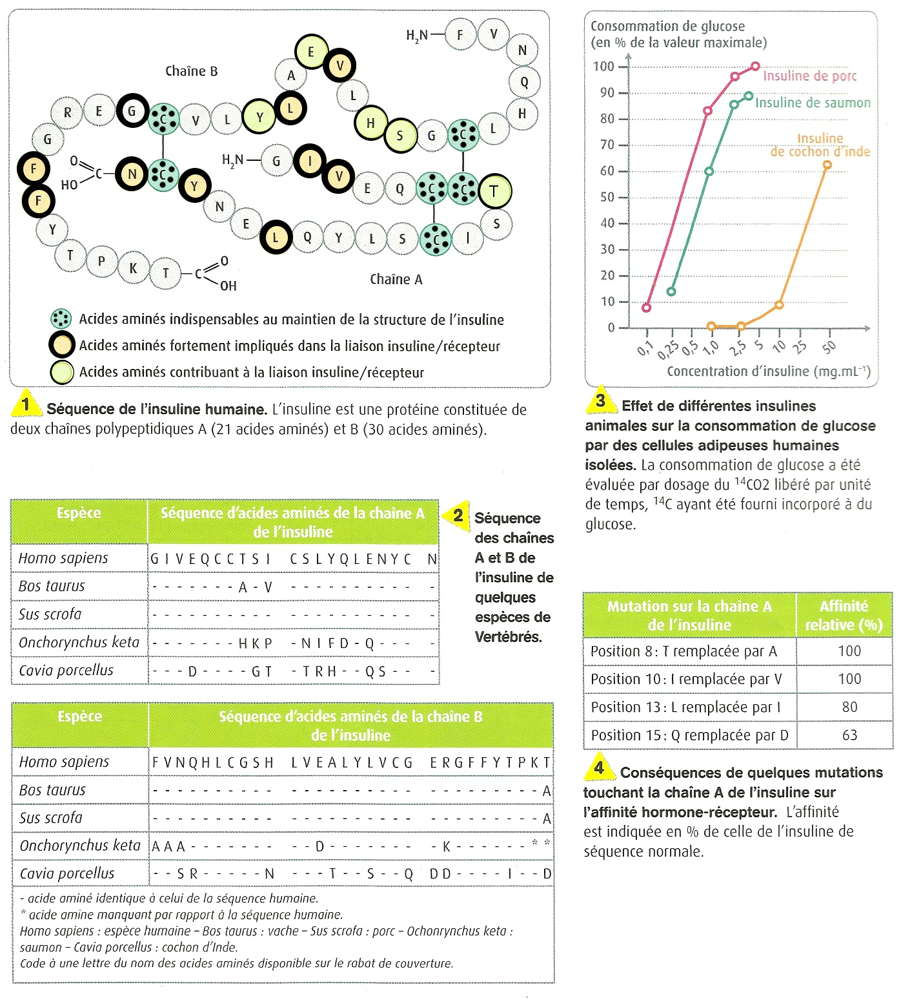 Chaîne B
H₂N F V N Q H L C G S H L V E A L Y L V C G E R G F F Y T P K T C O OH
H₂N G I V E Q C C T S I C S L Y Q L E N Y C N C O HO
Chaîne A
Acides aminés indispensables au maintien de la structure de l'insuline
Acides aminés fortement impliqués dans la liaison insuline/récepteur
Acides aminés contribuant à la liaison insuline/récepteur
1 Séquence de l'insuline humaine. L'insuline est une protéine constituée de
deux chaînes polypeptidiques A (21 acides aminés) et B (30 acides aminés).
Espèce Séquence d'acides aminés de la chaîne A
de l'insuline
Homo sapiens G I V E Q C C T S I C S L Y Q L E N Y C N
Bos taurus - - - - - - - A - V - - - - - - - - - - -
Sus scrofa - - - - - - - - - - - - - - - - - - - - -
Onchorynchus keta - - - - - - - H K P - N I F D - Q - - - -
Cavia porcellus - - - D - - - - G T - T R H - - Q S - - -
2 Séquence
des chaînes
A et B de
l'insuline de
quelques
espèces de
Vertébrés.
Espèce Séquence d'acides aminés de la chaîne B
de l'insuline
Homo sapiens F V N Q H L C G S H L V E A L Y L V C G E R G F F Y T P K T
Bos taurus - - - - - - - - - - - - - - - - - - - - - - - - - - - - - A
Sus scrofa - - - - - - - - - - - - - - - - - - - - - - - - - - - - - A
Onchorynchus keta A A A - - - - - - - - - D - - - - - - - - K - - - - - - * *
Cavia porcellus - - S R - - - - - N - - - T - - S - - Q D D - - - - I - - D
- acide aminé identique à celui de la séquence humaine.
* acide amine manquant par rapport à la séquence humaine.
Homo sapiens : espèce humaine – Bos taurus : vache – Sus scrofa : porc – Ochonrynchus keta :
saumon – Cavia porcellus : cochon d'Inde.
Code à une lettre du nom des acides aminés disponible sur le rabat de couverture.
Consommation de glucose
(en % de la valeur maximale)
100
90
80
70
60
50
40
30
20
10
0
Insuline de porc
Insuline de saumon
Insuline
de cochon d'inde
0,1 0,25 0,5 1,0 2,5 5 10 25 50
Concentration d'insuline (mg.mL⁻¹)
3 Effet de différentes insulines
animales sur la consommation de glucose
par des cellules adipeuses humaines
isolées. La consommation de glucose a été
évaluée par dosage du ¹⁴CO2 libéré par unité
de temps, ¹⁴C ayant été fourni incorporé à du
glucose.
Mutation sur la chaîne A Affinité
de l'insuline relative (%)
Position 8 : T remplacée par A 100
Position 10 : I remplacée par V 100
Position 13 : L remplacée par I 80
Position 15 : Q remplacée par D 63
4 Conséquences de quelques mutations
touchant la chaîne A de l'insuline sur
l'affinité hormone-récepteur. L'affinité
est indiquée en % de celle de l'insuline de
séquence normale.